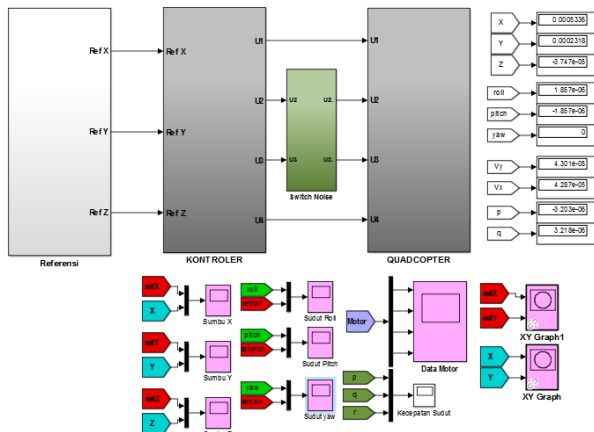 Ref X
Ref Y
Ref Z
Referensi
Ref X
Ref Y
Ref Z
U1
U2
U3
U4
KONTROLER
U2
U3
U2.
U3.
Switch Noise
U1
U2
U3
U4
QUADCOPTER
X
0.0005336
Y
0.0002318
Z
-3.747e-05
roll
1.857e-06
pitch
-1.857e-06
yaw
0
Vy
4.301e-05
Vx
4.287e-05
p
-3.203e-06
q
3.218e-06
X
Sumbu X
Y
Sumbu Y
Z
roll
Sudut Roll
pitch
Sudut Pitch
yaw
Sudut yaw
Motor
Data Motor
p
q
r
Kecepatan Sudut
XY Graph1
X
Y
XY Graph